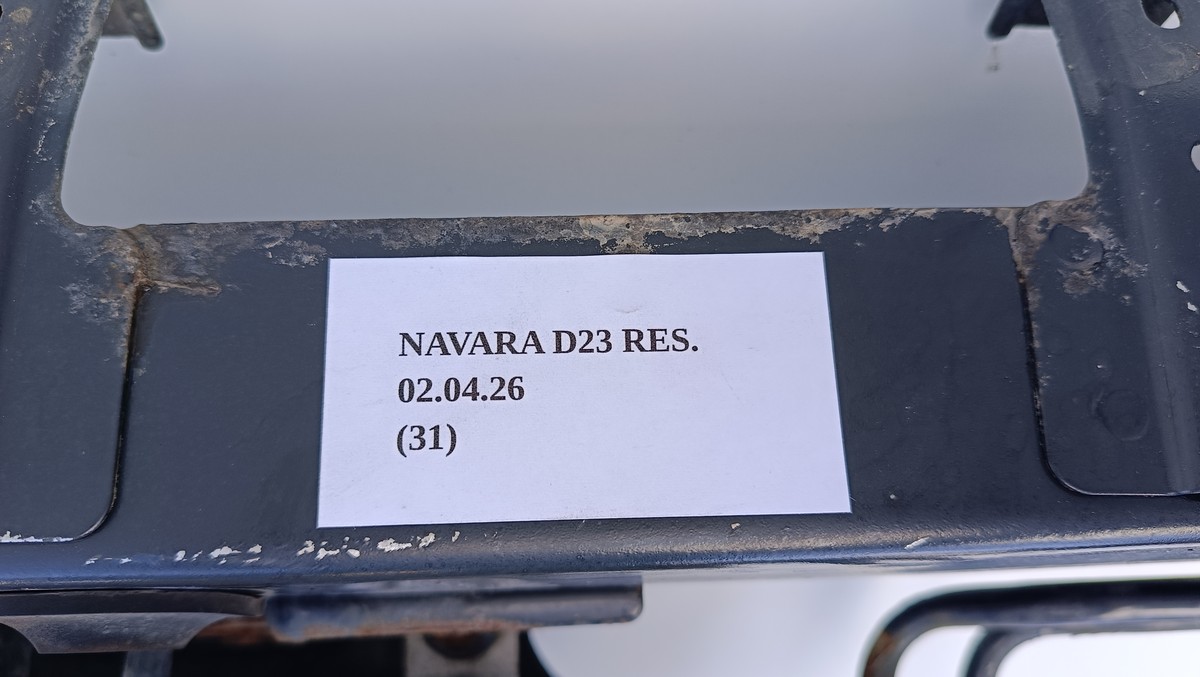 NAVARA D23 RES.
02.04.26
(31)